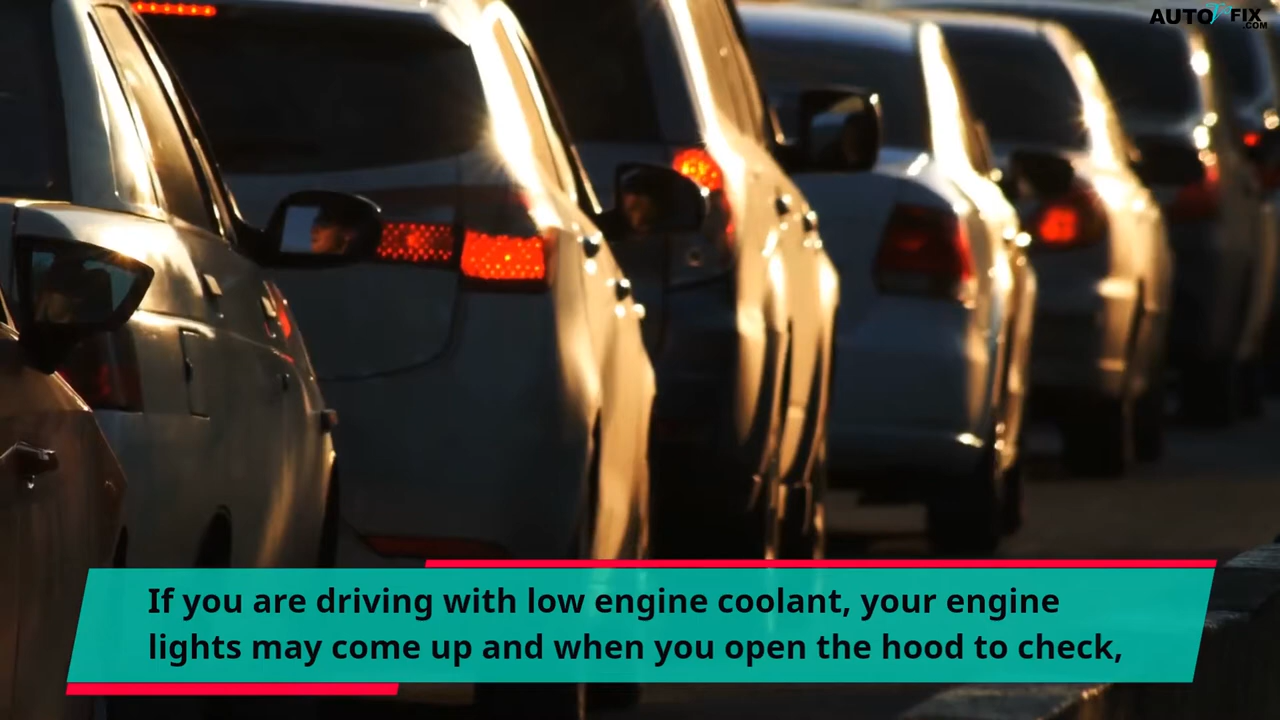 AUTO FIX
.COM
If you are driving with low engine coolant, your engine
lights may come up and when you open the hood to check,